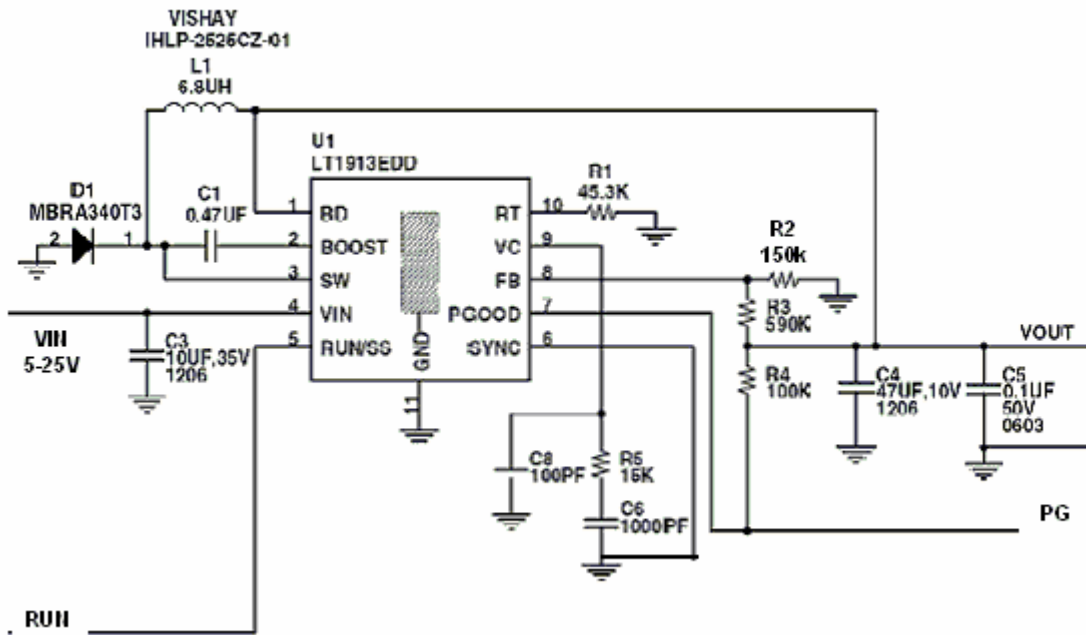 VISHAY
IHLP-2525CZ-01
L1
6.8UH
U1
LT1913EDD
D1
MBRA340T3
2
1
C1
0.47UF
1
2
3
4
5
BD
BOOST
SW
VIN
RUN/SS
GND
11
RT
VC
FB
PGOOD
SYNC
10
9
8
7
6
R1
45.3K
R2
150k
R3
590K
R4
100K
VIN
5-25V
C3
10UF,35V
1206
VOUT
C4
47UF,10V
1206
C5
0.1UF
50V
0603
C8
100PF
R5
15K
C6
1000PF
PG
RUN